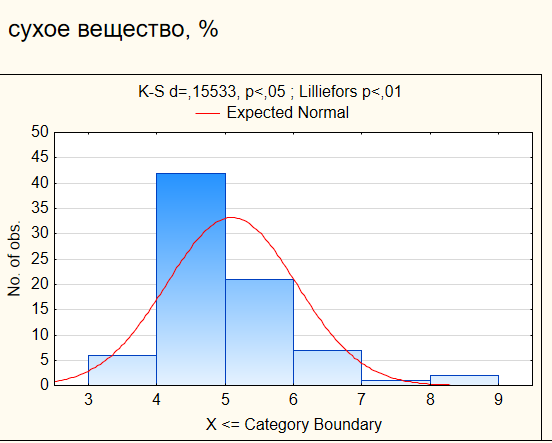 сухое вещество, %
K-S d=,15533, p<,05 ; Lilliefors p<,01
Expected Normal
50
45
40
35
30
25
20
15
10
5
0
No. of obs.
3 4 5 6 7 8 9
X <= Category Boundary